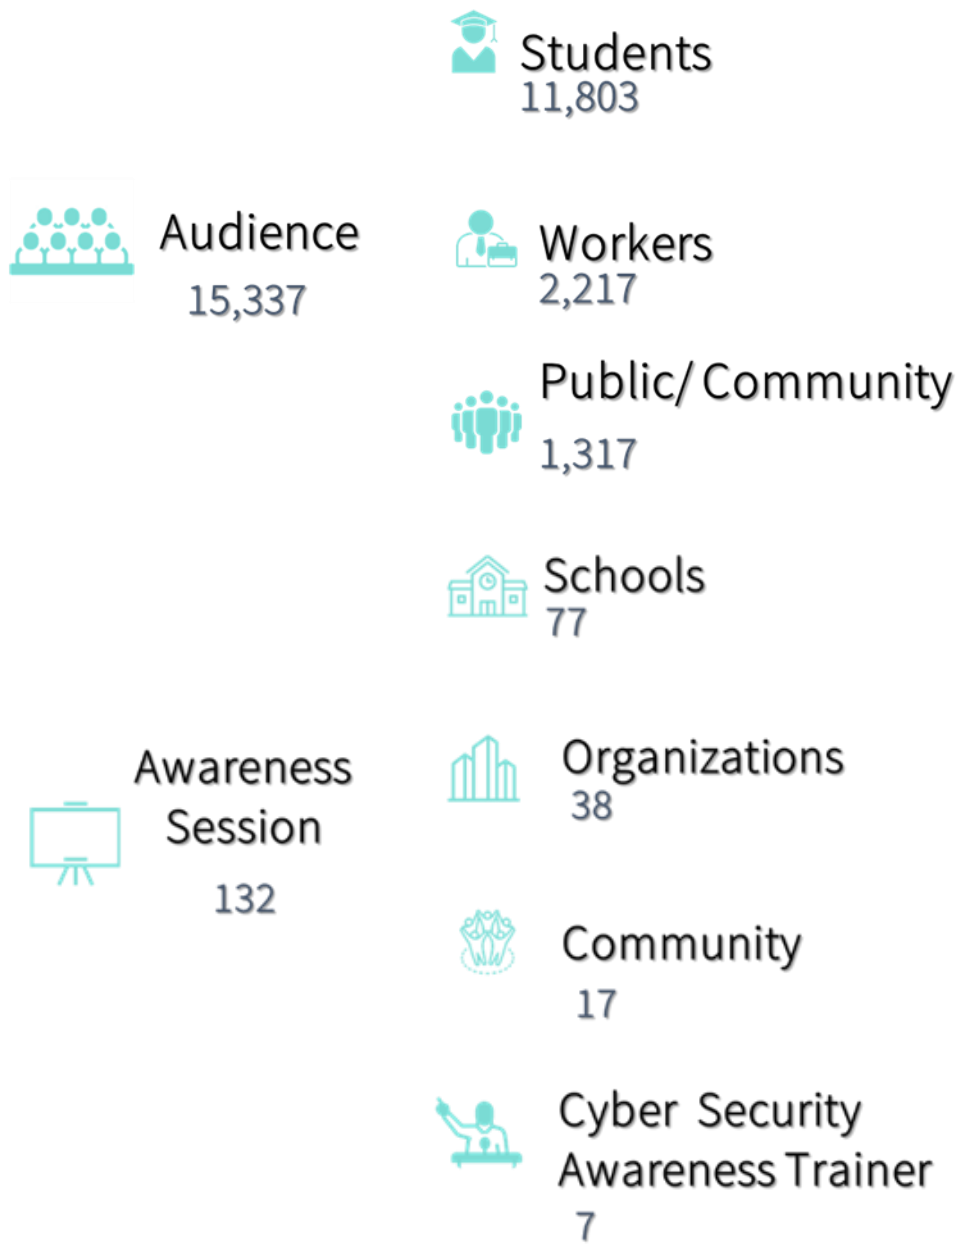 Students
11,803
Audience
15,337
Workers
2,217
Public/ Community
1,317
Schools
77
Awareness
Session
132
Organizations
38
Community
17
Cyber Security
Awareness Trainer
7